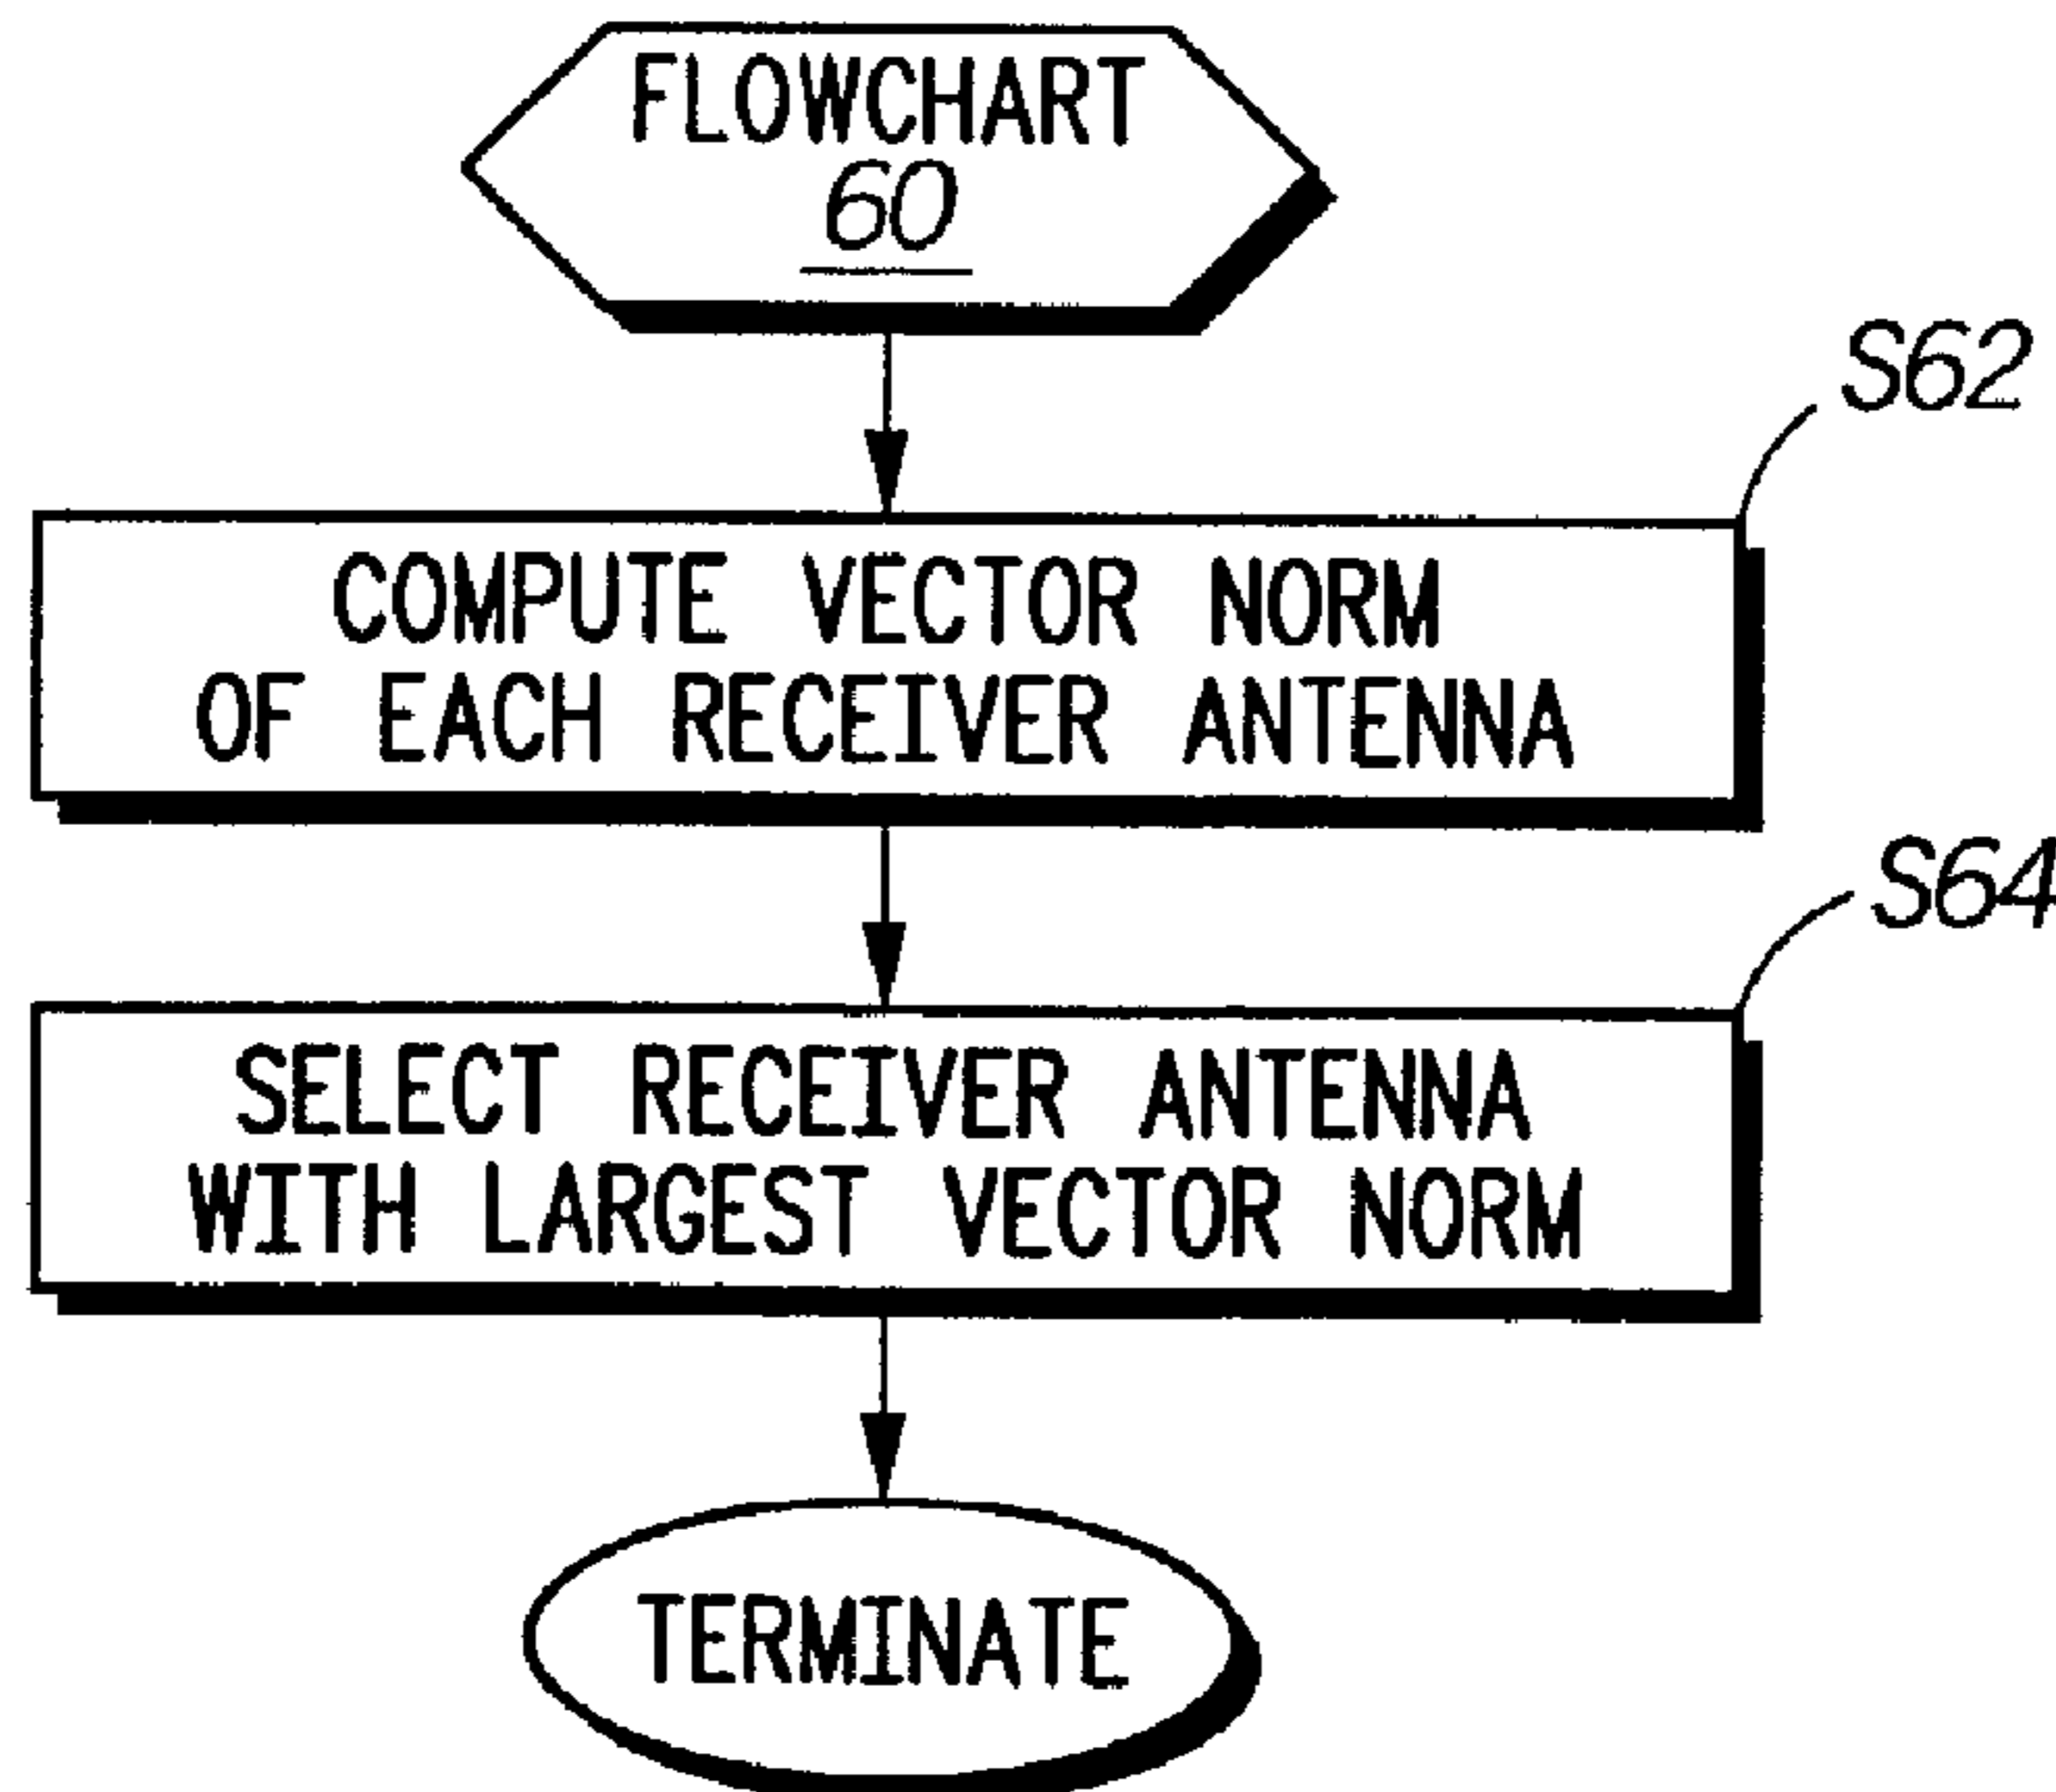 FLOWCHART
60
S62
COMPUTE VECTOR NORM
OF EACH RECEIVER ANTENNA
S64
SELECT RECEIVER ANTENNA
WITH LARGEST VECTOR NORM
TERMINATE